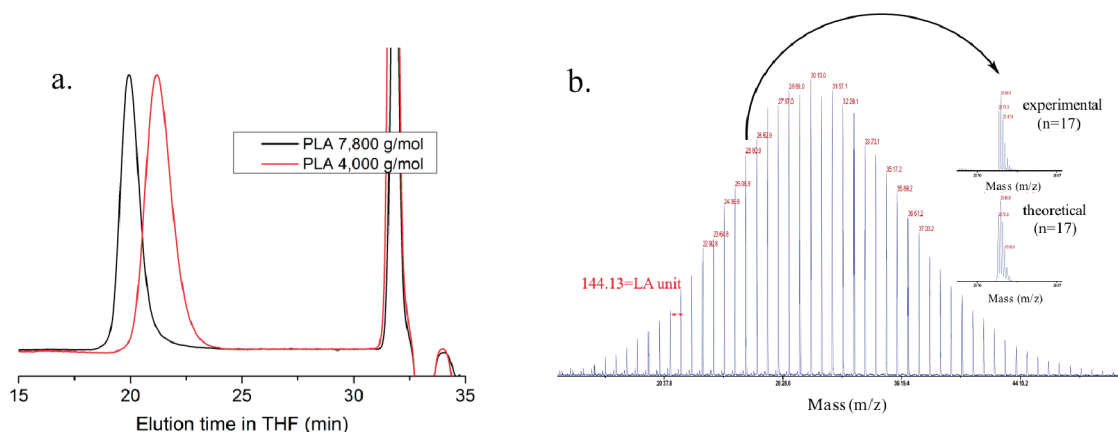 a.
PLA 7,800 g/mol
PLA 4,000 g/mol
15
20
25
30
35
Elution time in THF (min)
b.
3013.0
2869.0
3157.1
2797.0
3229.1
2652.9
2580.9
3373.1
2508.9
3517.2
2436.8
3589.2
2364.8
3661.2
2292.8
3733.2
144.13=LA unit
experimental
(n=17)
Mass (m/z)
theoretical
(n=17)
Mass (m/z)
2037.8
2828.6
3619.4
4410.2
Mass (m/z)